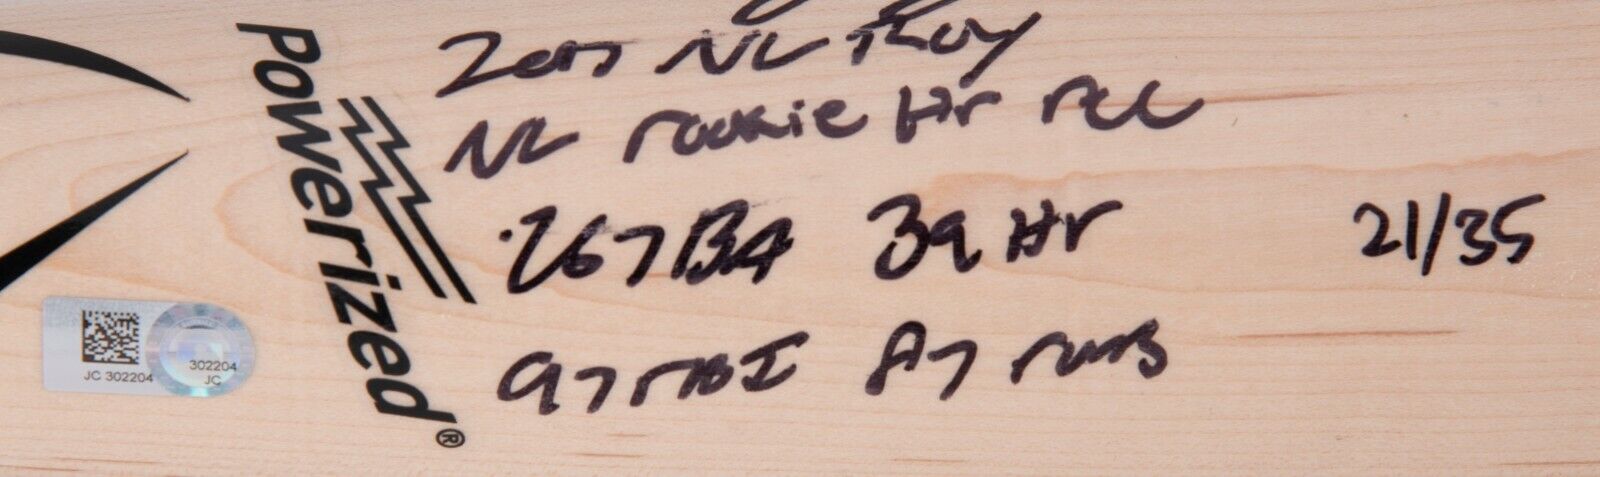 Powerized®
2017 NL ROY
NL rookie Hr rec
.267 BA 39 Hr
21/35
97 rBI 87 runs
JC 302204
302204
JC